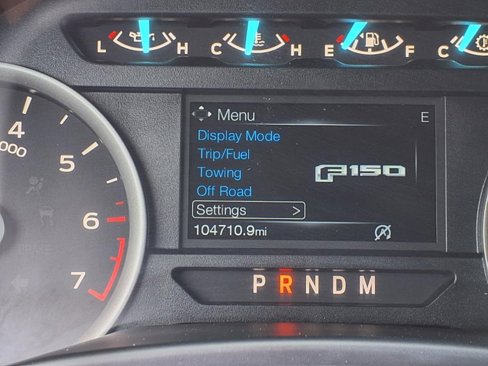 L H C H E F C
4
000
5
6
7
Menu E
Display Mode
Trip/Fuel
Towing
F150
Off Road
Settings >
104710.9mi
P R N D M